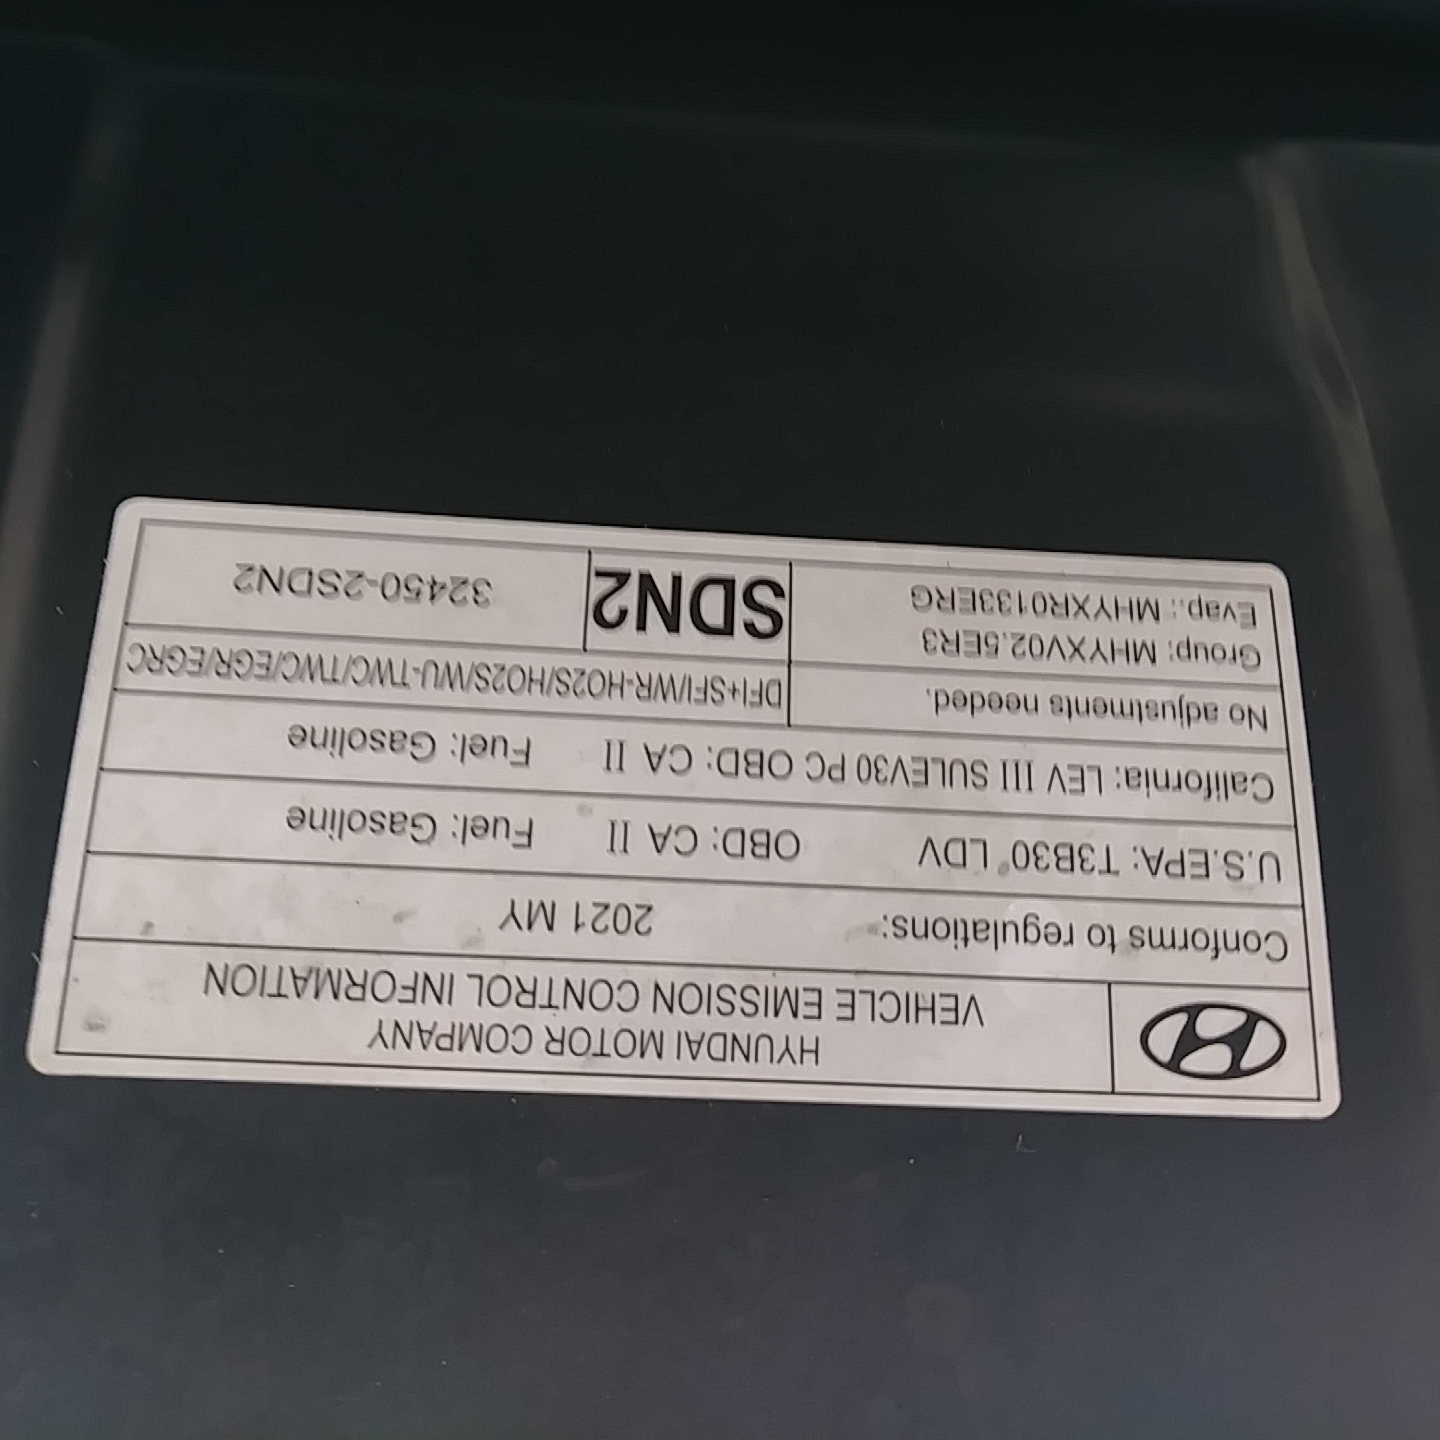 HYUNDAI MOTOR COMPANY
VEHICLE EMISSION CONTROL INFORMATION
Conforms to regulations: 2021 MY
U.S.EPA: T3B30 LDV OBD: CA II Fuel: Gasoline
California: LEV III SULEV30 PC OBD: CA II Fuel: Gasoline
No adjustments needed.
DFI+SFI/WR-HO2S/HO2S/WU-TWC/TWC/EGR/EGRC
Group: MHYXV02.5ER3
Evap.: MHYXR0133ERG
SDN2
32450-2SDN2